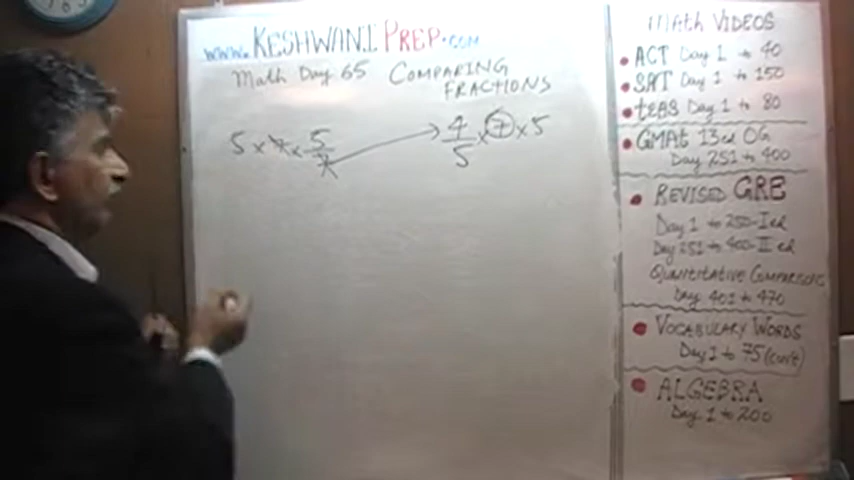 www.KESHWANI PREP.COM
Math Day 65 COMPARING
FRACTIONS
5 × 7 × 5/7 → 4/5 × 7 × 5
Math VIDEOS
ACT Day 1 to 40
SAT Day 1 to 150
tEAS Day 1 to 80
GMAt 13ed OG
Day 251 to 400
REVISED GRE
Day 1 to 250-I ed
Day 251 to 400-II ed
QUANtitAtive COMPARISONS
Day 401 to 470
VOCABULARY WORDS
Day 1 to 75 (con't)
ALGEBRA
Day 1 to 200